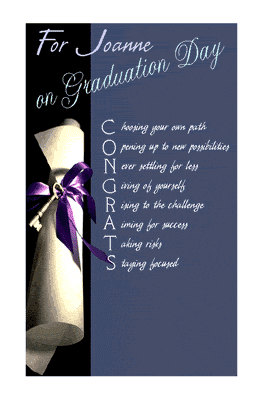 For Joanne
on Graduation Day
Choosing your own path
Opening up to new possibilities
Never settling for less
Giving of yourself
Rising to the challenge
Aiming for success
Taking risks
Staying focused